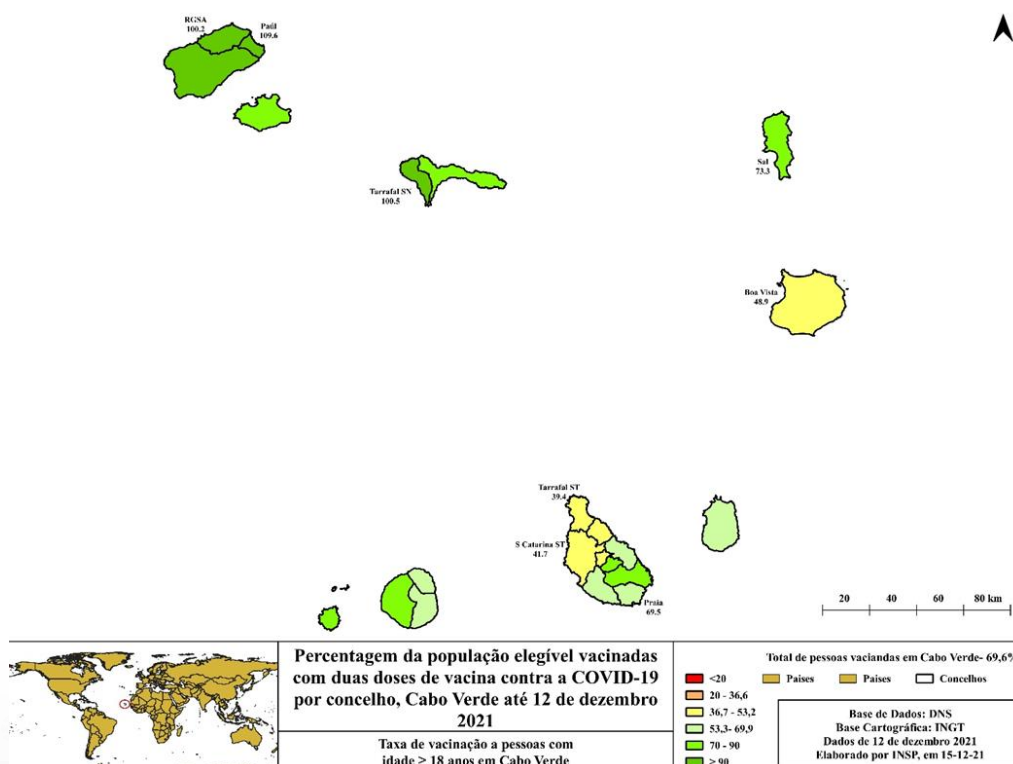 RGSA
100.2
Paúl
109.6
Tarrafal SN
100.5
Sal
73.3
Boa Vista
48.9
Tarrafal ST
39.4
S Catarina ST
41.7
Praia
69.5
20 40 60 80 km
Percentagem da população elegível vacinadas
com duas doses de vacina contra a COVID-19
por concelho, Cabo Verde até 12 de dezembro
2021
Taxa de vacinação a pessoas com
idade > 18 anos em Cabo Verde
Total de pessoas vaciandas em Cabo Verde- 69,6%
<20
20 - 36,6
36,7 - 53,2
53,3- 69,9
70 - 90
> 90
Paises
Paises
Concelhos
Base de Dados: DNS
Base Cartográfica: INGT
Dados de 12 de dezembro 2021
Elaborado por INSP, em 15-12-21